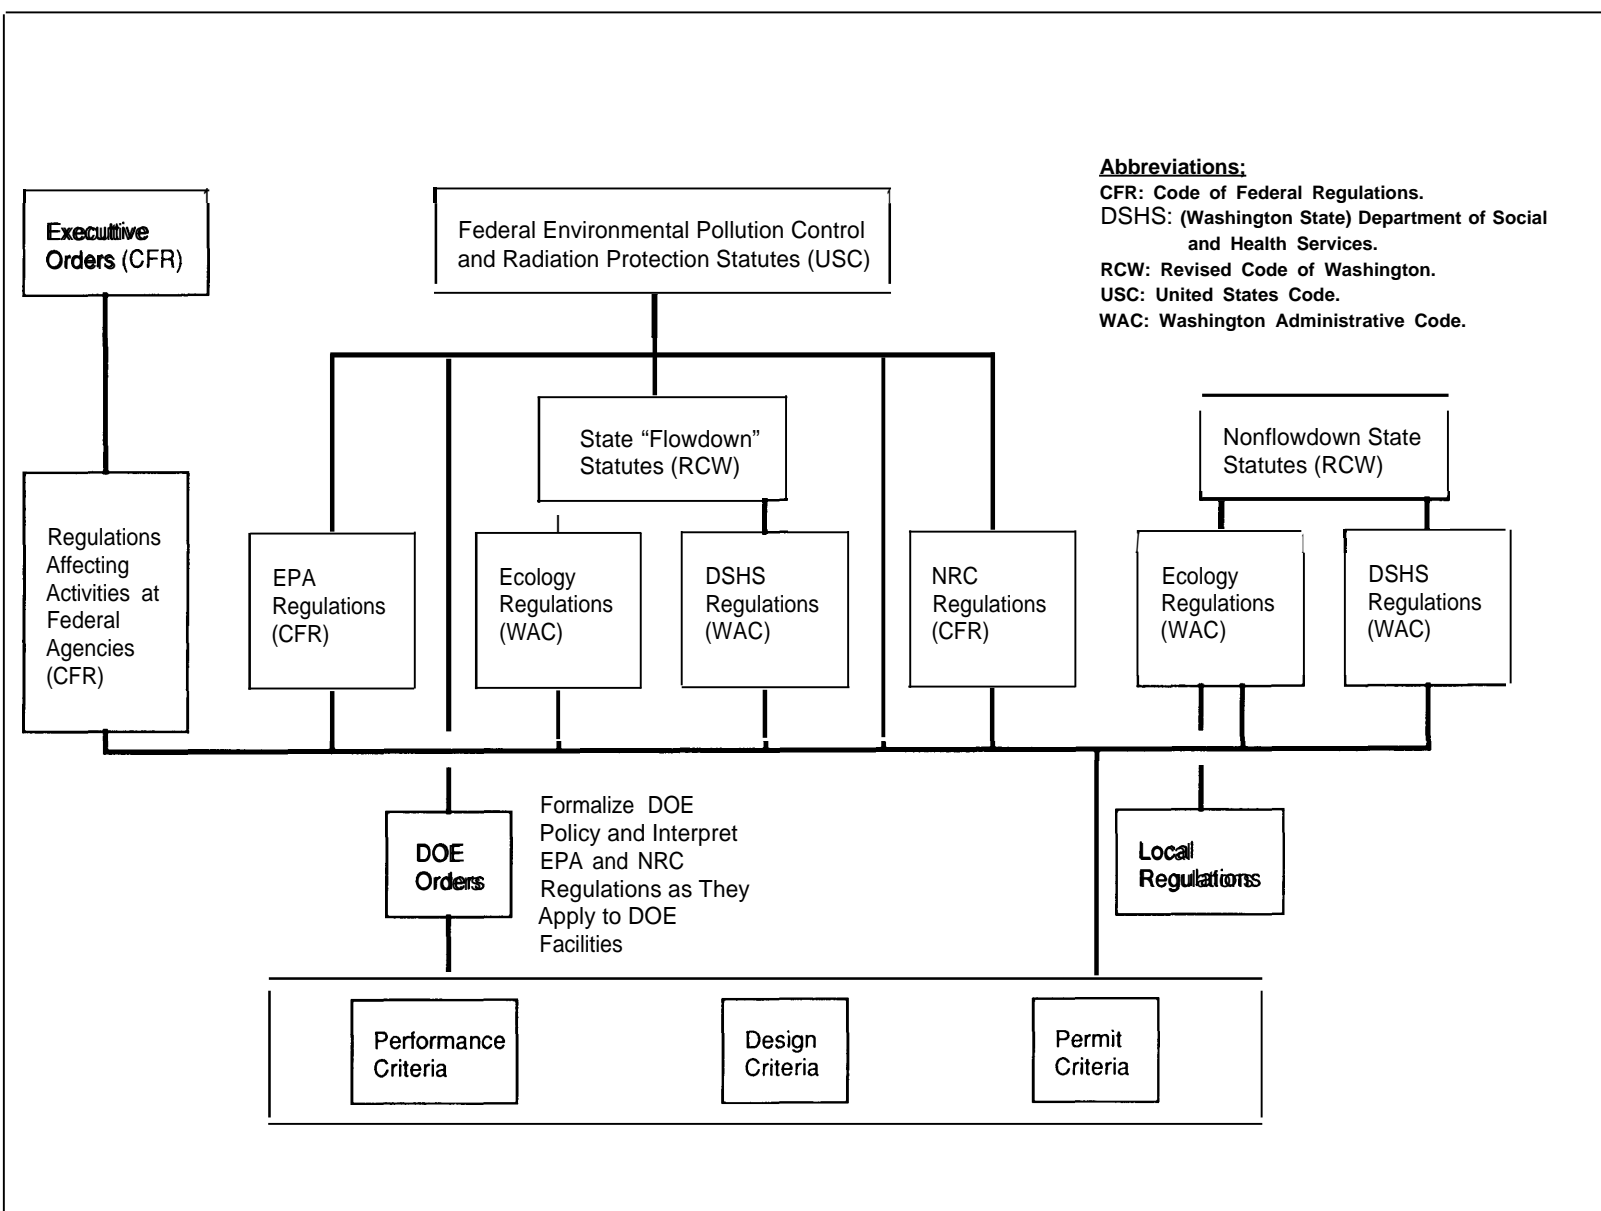 Abbreviations;
CFR: Code of Federal Regulations.
DSHS: (Washington State) Department of Social
and Health Services.
RCW: Revised Code of Washington.
USC: United States Code.
WAC: Washington Administrative Code.
Executive
Orders (CFR)
Federal Environmental Pollution Control
and Radiation Protection Statutes (USC)
State “Flowdown”
Statutes (RCW)
Nonflowdown State
Statutes (RCW)
Regulations
Affecting
Activities at
Federal
Agencies
(CFR)
EPA
Regulations
(CFR)
Ecology
Regulations
(WAC)
DSHS
Regulations
(WAC)
NRC
Regulations
(CFR)
Ecology
Regulations
(WAC)
DSHS
Regulations
(WAC)
DOE
Orders
Formalize DOE
Policy and Interpret
EPA and NRC
Regulations as They
Apply to DOE
Facilities
Local
Regulations
Performance
Criteria
Design
Criteria
Permit
Criteria